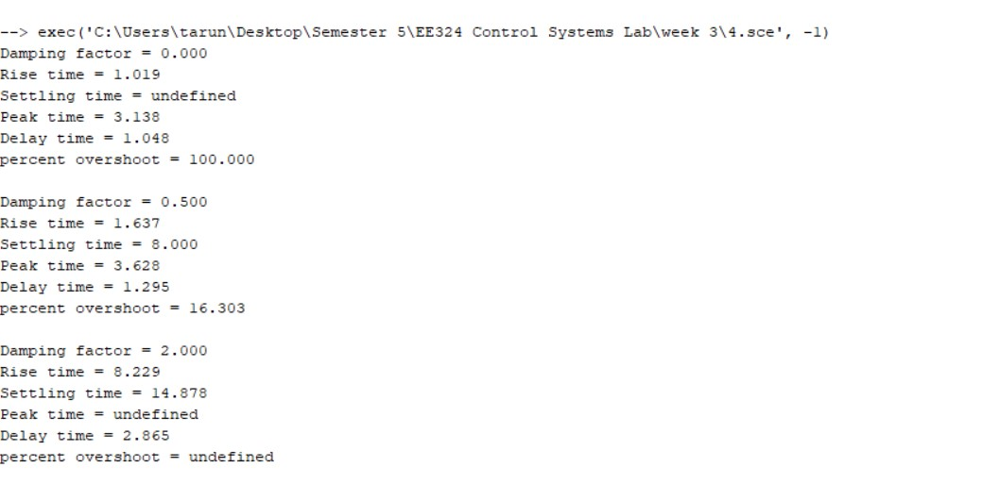 --> exec('C:\Users\tarun\Desktop\Semester 5\EE324 Control Systems Lab\week 3\4.sce', -1)
Damping factor = 0.000
Rise time = 1.019
Settling time = undefined
Peak time = 3.138
Delay time = 1.048
percent overshoot = 100.000
Damping factor = 0.500
Rise time = 1.637
Settling time = 8.000
Peak time = 3.628
Delay time = 1.295
percent overshoot = 16.303
Damping factor = 2.000
Rise time = 8.229
Settling time = 14.878
Peak time = undefined
Delay time = 2.865
percent overshoot = undefined